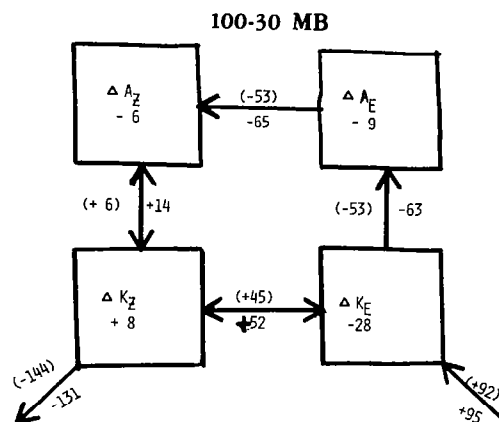 100-30 MB
Δ A_Z
- 6
(-53)
-65
Δ A_E
- 9
(+ 6) +14
(-53) -63
Δ K_Z
+ 8
(+45)
+52
Δ K_E
-28
(-144)
-131
(+92)
+95